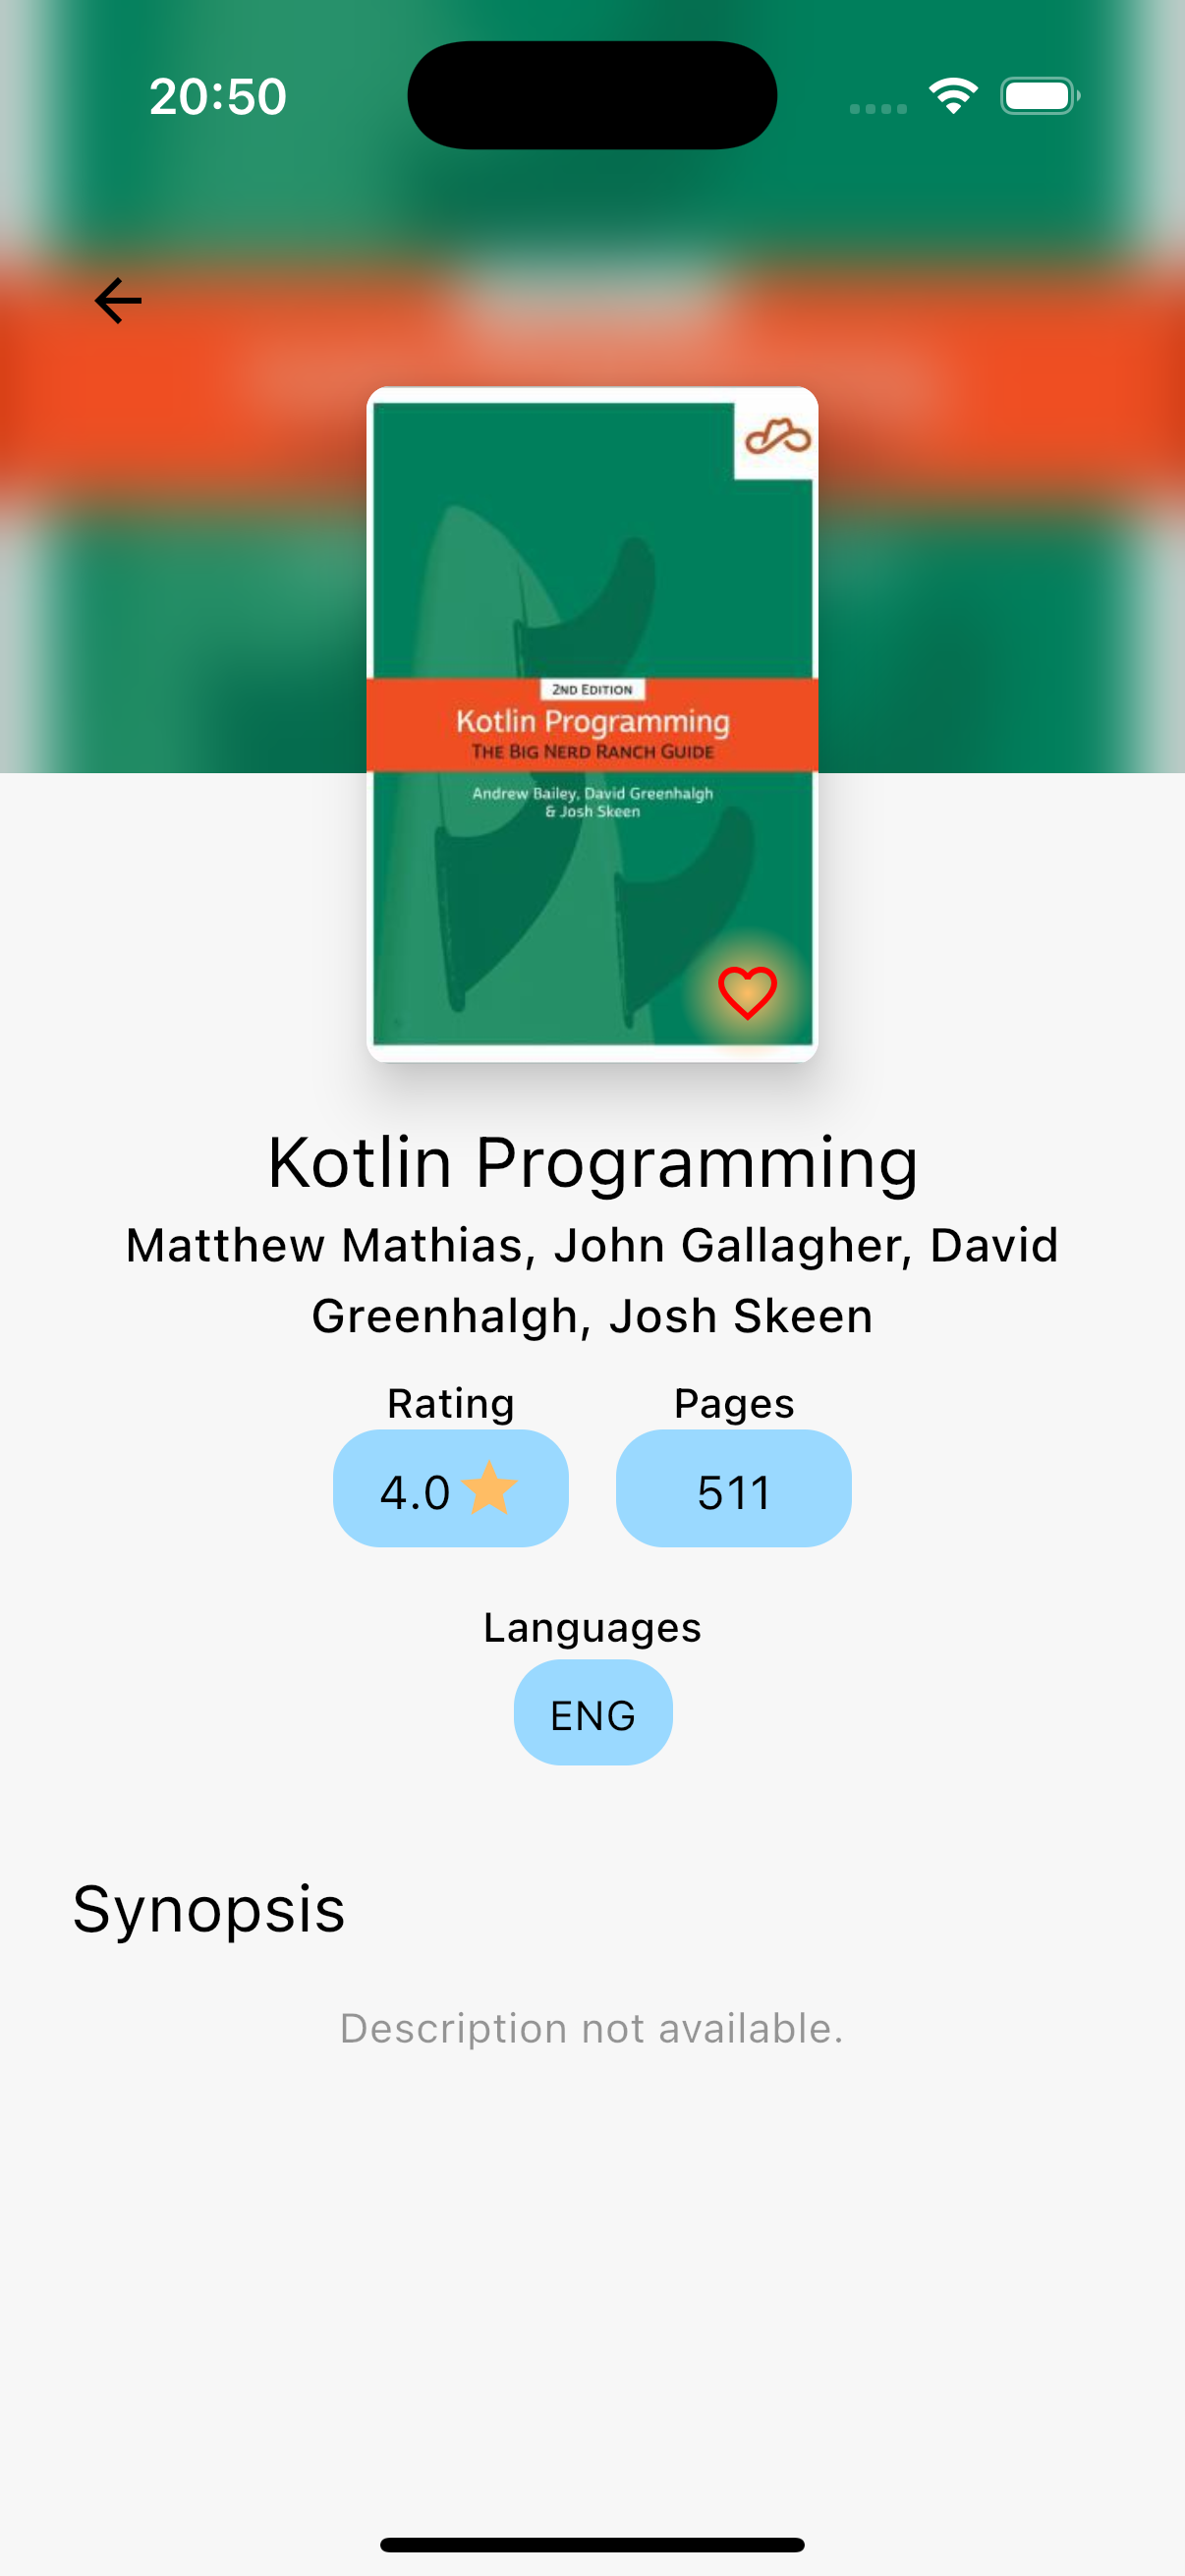 20:50
2ND EDITION
Kotlin Programming
THE BIG NERD RANCH GUIDE
Andrew Bailey, David Greenhalgh
& Josh Skeen
Kotlin Programming
Matthew Mathias, John Gallagher, David
Greenhalgh, Josh Skeen
Rating
Pages
4.0
511
Languages
ENG
Synopsis
Description not available.